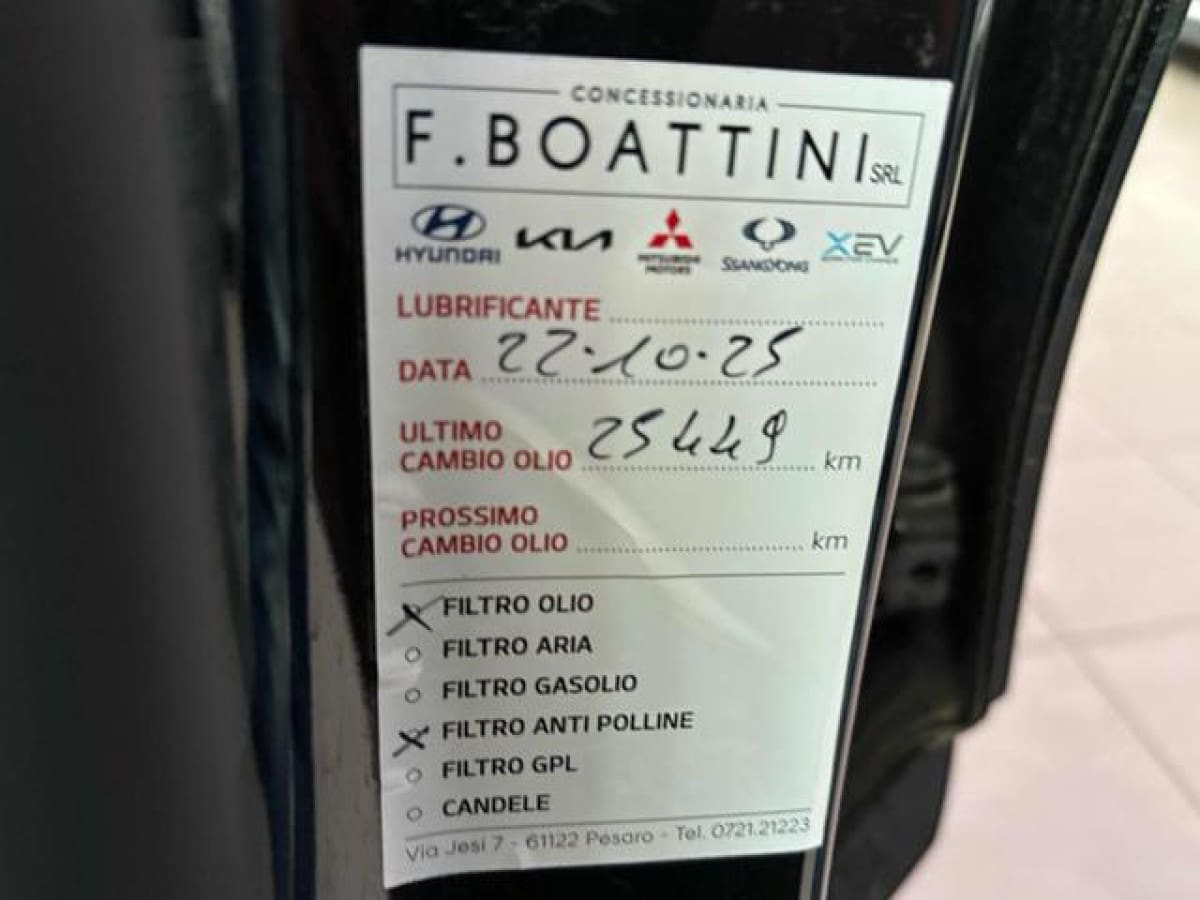 CONCESSIONARIA
F. BOATTINI SRL
HYUNDAI KIA MITSUBISHI MOTORS SSANGYONG XEV
LUBRIFICANTE
DATA 22-10-25
ULTIMO
CAMBIO OLIO 25449 km
PROSSIMO
CAMBIO OLIO km
FILTRO OLIO
FILTRO ARIA
FILTRO GASOLIO
FILTRO ANTI POLLINE
FILTRO GPL
CANDELE
Via Jesi 7 - 61122 Pesaro - Tel. 0721.21223